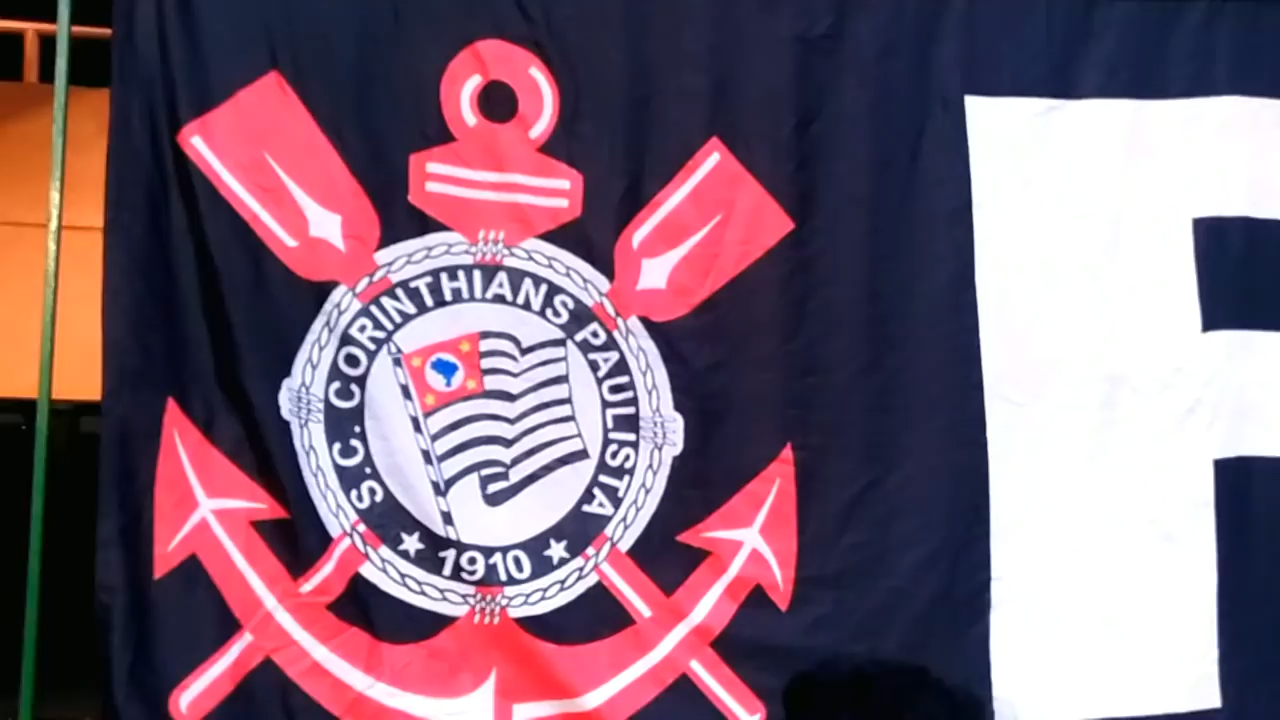 S.C. CORINTHIANS PAULISTA
★ 1910 ★